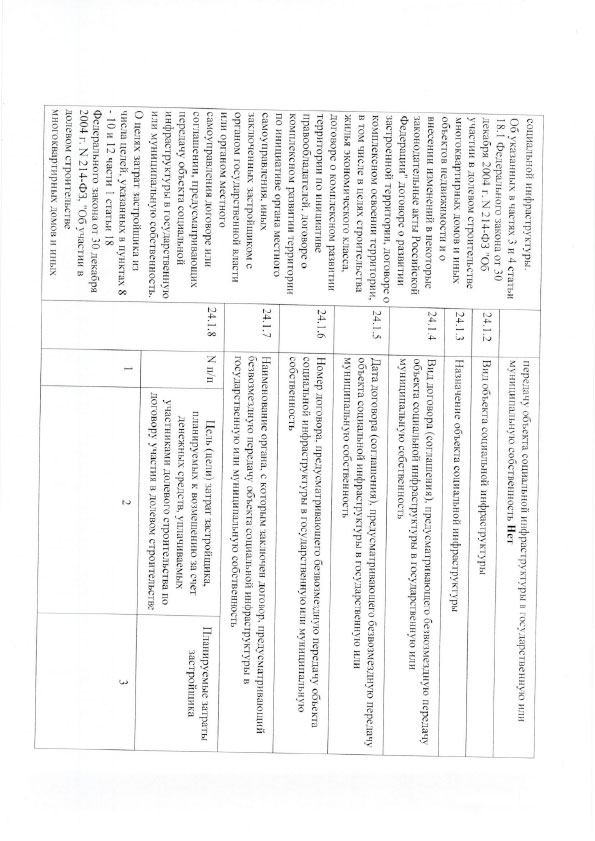 социальной инфраструктуры
Об указанных в частях 3 и 4 статьи
18.1 Федерального закона от 30
декабря 2004 г. N 214-ФЗ "Об
участии в долевом строительстве
многоквартирных домов и иных
объектов недвижимости и о
внесении изменений в некоторые
законодательные акты Российской
Федерации" договоре о развитии
застроенной территории, договоре о
комплексном освоении территории,
в том числе в целях строительства
жилья экономического класса,
договоре о комплексном развитии
территории по инициативе
правообладателей, договоре о
комплексном развитии территории
по инициативе органа местного
самоуправления, иных
заключенных застройщиком с
органом государственной власти
или органом местного
самоуправления договоре или
соглашении, предусматривающих
передачу объекта социальной
инфраструктуры в государственную
или муниципальную собственность.
О целях затрат застройщика из
числа целей, указанных в пунктах 8
- 10 и 12 части 1 статьи 18
Федерального закона от 30 декабря
2004 г. N 214-ФЗ. "Об участии в
долевом строительстве
многоквартирных домов и иных
передачу объекта социальной инфраструктуры в государственную или
муниципальную собственность Нет
24.1.2 Вид объекта социальной инфраструктуры
24.1.3 Назначение объекта социальной инфраструктуры
24.1.4 Вид договора (соглашения), предусматривающего безвозмездную передачу
объекта социальной инфраструктуры в государственную или
муниципальную собственность
24.1.5 Дата договора (соглашения), предусматривающего безвозмездную передачу
объекта социальной инфраструктуры в государственную или
муниципальную собственность
24.1.6 Номер договора, предусматривающего безвозмездную передачу объекта
социальной инфраструктуры в государственную или муниципальную
собственность
24.1.7 Наименование органа, с которым заключен договор, предусматривающий
безвозмездную передачу объекта социальной инфраструктуры в
государственную или муниципальную собственность
24.1.8 N п/п
Цель (цели) затрат застройщика,
планируемых к возмещению за счет
денежных средств, уплачиваемых
участниками долевого строительства по
договору участия в долевом строительстве
Планируемые затраты
застройщика
1 2 3